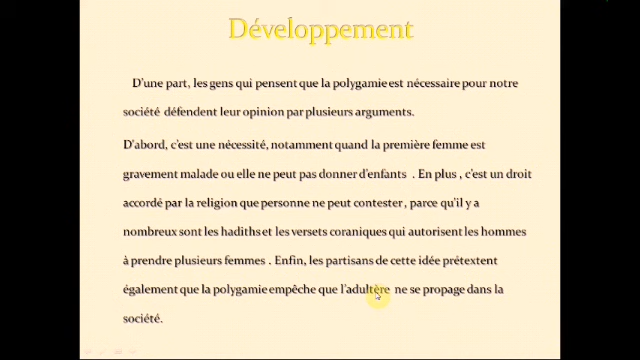 Développement
D'une part, les gens qui pensent que la polygamie est nécessaire pour notre
société défendent leur opinion par plusieurs arguments.
D'abord, c'est une nécessité, notamment quand la première femme est
gravement malade ou elle ne peut pas donner d'enfants . En plus , c'est un droit
accordé par la religion que personne ne peut contester , parce qu'il y a
nombreux sont les hadiths et les versets coraniques qui autorisent les hommes
à prendre plusieurs femmes . Enfin, les partisans de cette idée prétextent
également que la polygamie empêche que l'adultère ne se propage dans la
société.